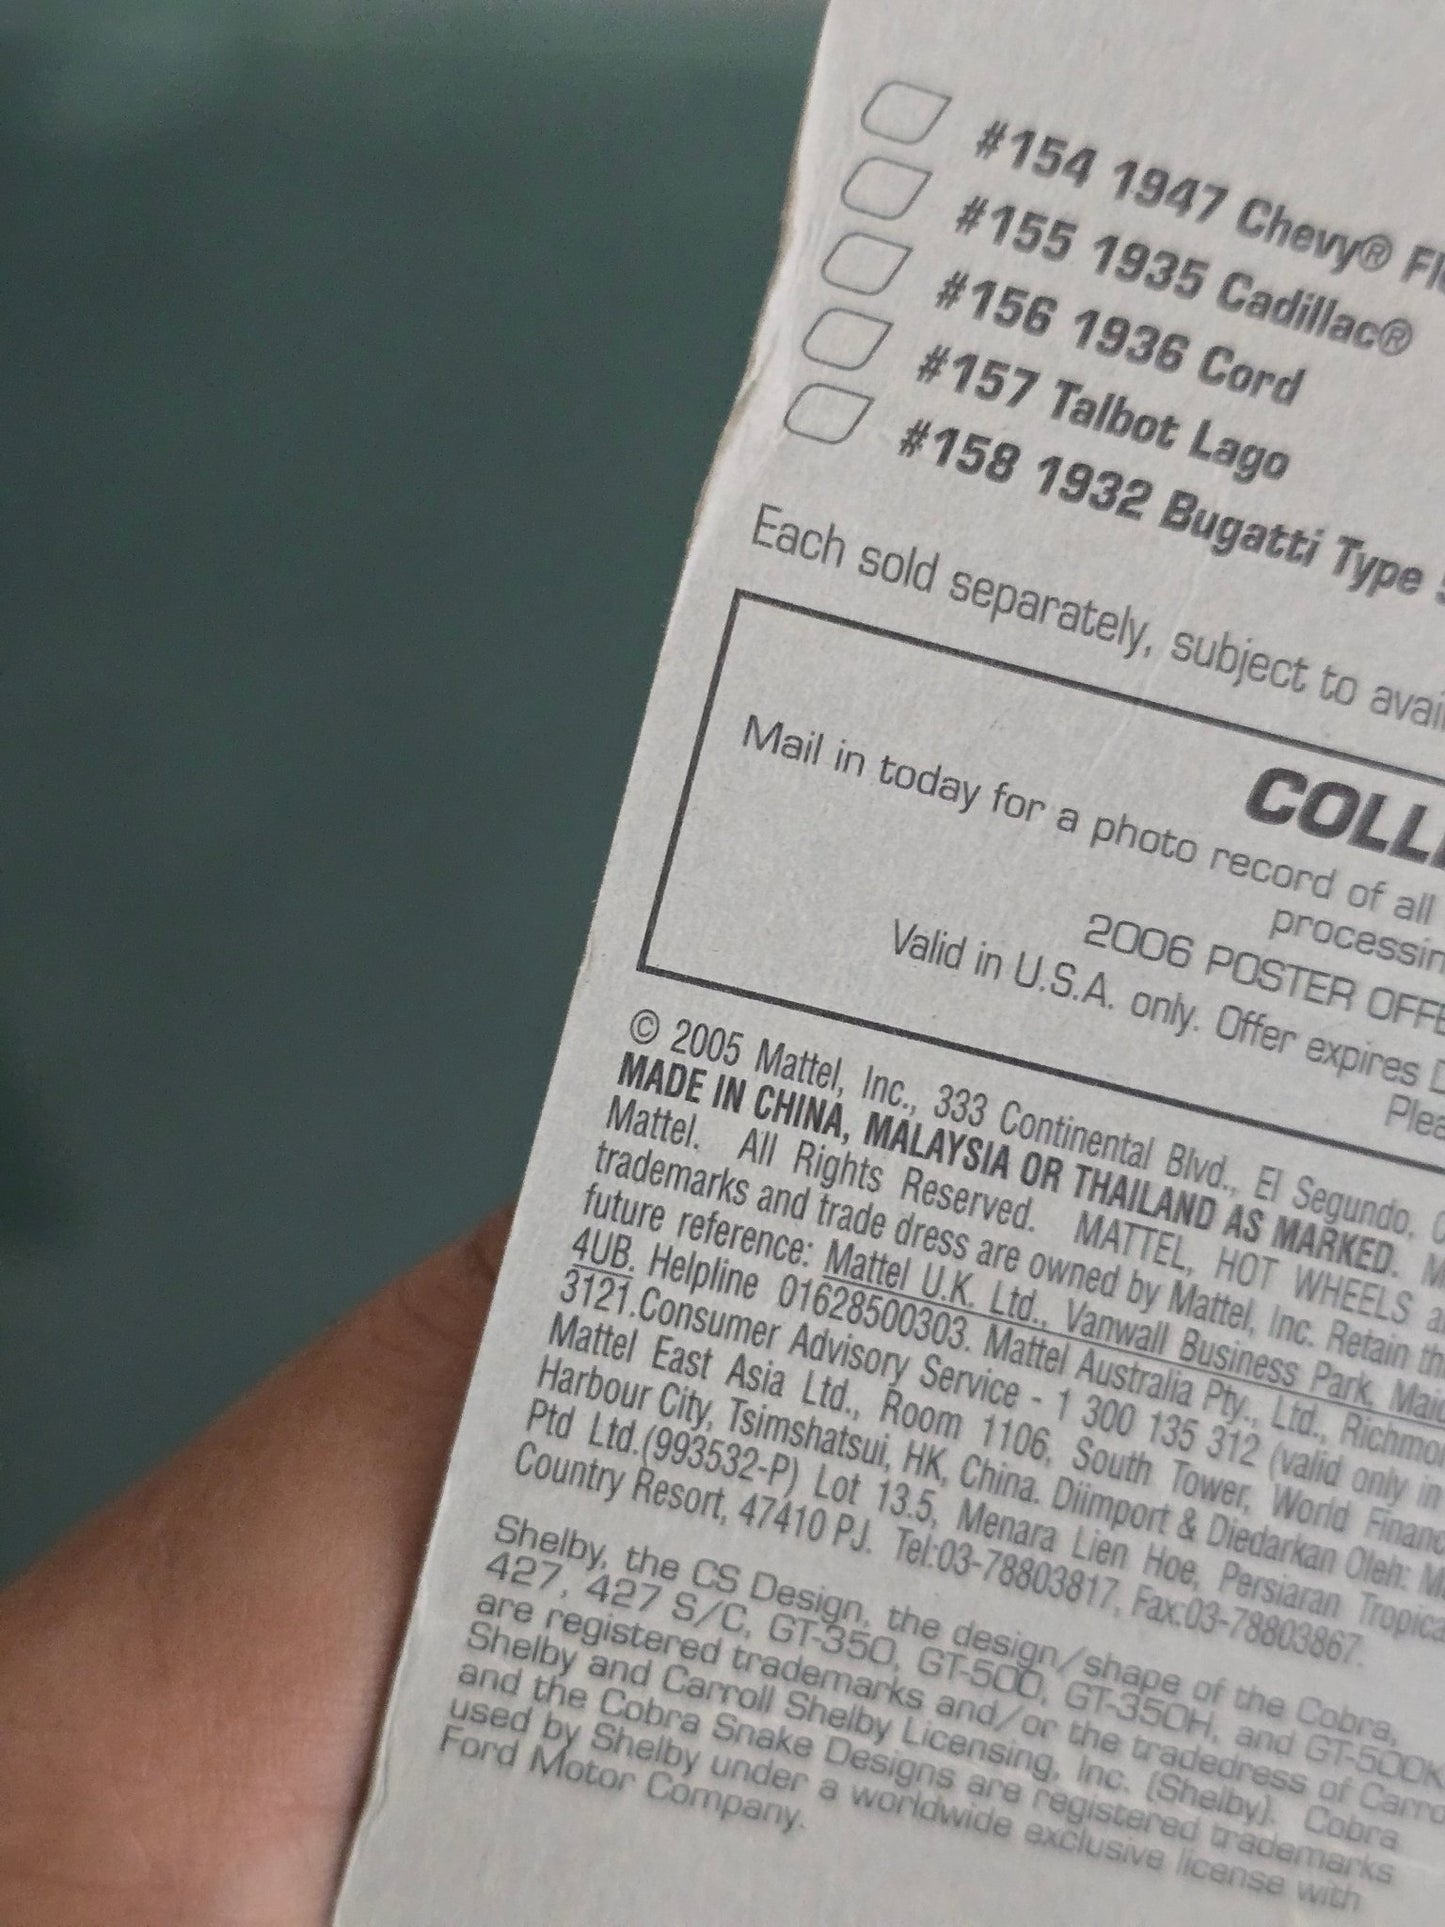 #154 1947 Chevy®
#155 1935 Cadillac®
#156 1936 Cord
#157 Talbot Lago
#158 1932 Bugatti Type
Each sold separately, subject to
COLL
Mail in today for a photo record of all
processin
2006 POSTER OFFE
Valid in U.S.A. only. Offer expires
Plea
© 2005 Mattel, Inc., 333 Continental Blvd., El Segundo,
MADE IN CHINA, MALAYSIA OR THAILAND AS MARKED.
Mattel. All Rights Reserved. MATTEL, HOT WHEELS
trademarks and trade dress are owned by Mattel, Inc. Retain
future reference: Mattel U.K. Ltd., Vanwall Business Park,
4UB. Helpline 01628500303. Mattel Australia Pty., Ltd.,
3121.Consumer Advisory Service - 1 300 135 312 (valid only in
Mattel East Asia Ltd., Room 1106, South Tower, World
Harbour City, Tsimshatsui, HK, China. Diimport & Diedarkan Oleh:
Ptd Ltd.(993532-P) Lot 13.5, Menara Lien Hoe, Persiaran
Country Resort, 47410 PJ. Tel:03-78803817, Fax:03-78803867.
Shelby, the CS Design, the design/shape of the Cobra,
427, 427 S/C, GT-350, GT-500, GT-350H, and GT-500K
are registered trademarks and/or the tradedress of
Shelby and Carroll Shelby Licensing, Inc. (Shelby). Cobra
and the Cobra Snake Designs are registered trademarks
used by Shelby under a worldwide exclusive license with
Ford Motor Company.